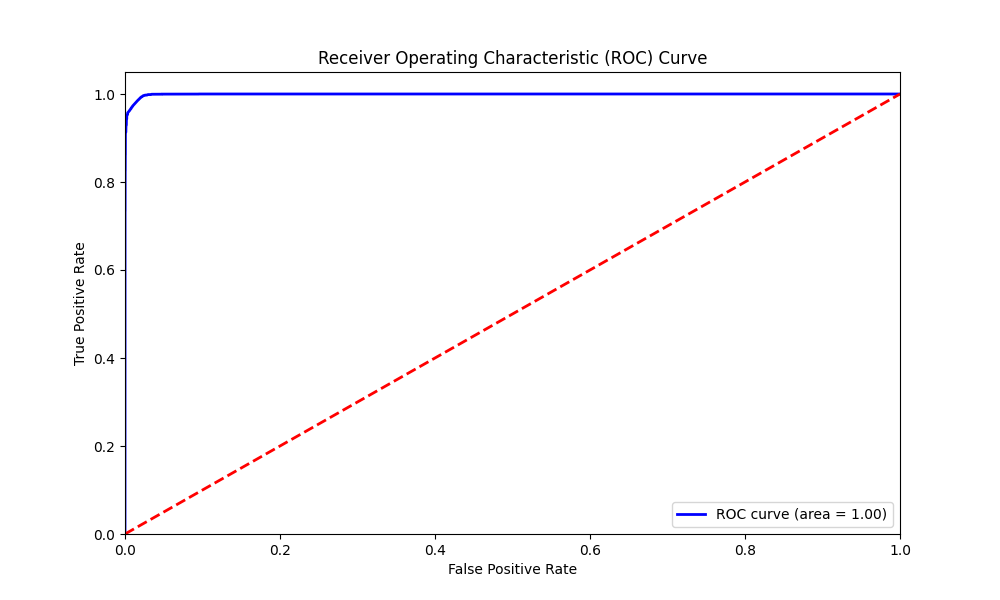 Receiver Operating Characteristic (ROC) Curve
True Positive Rate
1.0
0.8
0.6
0.4
0.2
0.0
0.0 0.2 0.4 0.6 0.8 1.0
False Positive Rate
ROC curve (area = 1.00)